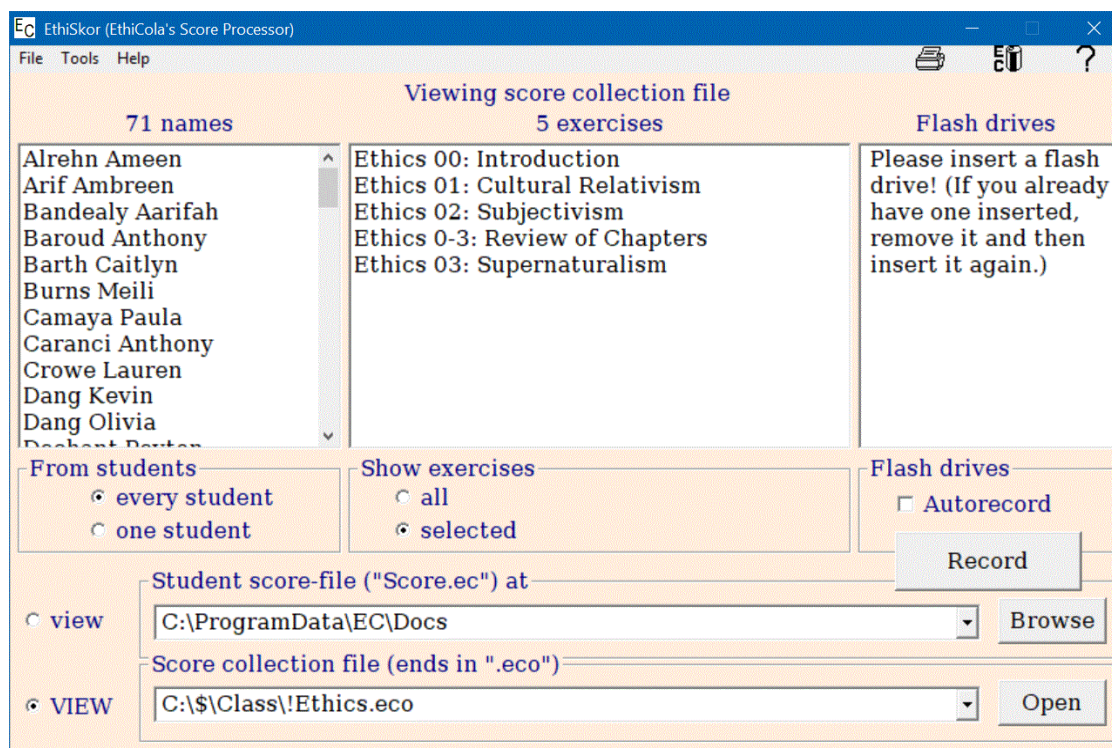 EC EthiSkor (EthiCola's Score Processor)
File Tools Help
EC ?
Viewing score collection file
71 names
5 exercises
Flash drives
Alrehn Ameen
Arif Ambreen
Bandealy Aarifah
Baroud Anthony
Barth Caitlyn
Burns Meili
Camaya Paula
Caranci Anthony
Crowe Lauren
Dang Kevin
Dang Olivia
Ethics 00: Introduction
Ethics 01: Cultural Relativism
Ethics 02: Subjectivism
Ethics 0-3: Review of Chapters
Ethics 03: Supernaturalism
Please insert a flash
drive! (If you already
have one inserted,
remove it and then
insert it again.)
From students
every student
one student
Show exercises
all
selected
Flash drives
Autorecord
Record
Student score-file ("Score.ec") at
view
C:\ProgramData\EC\Docs
Browse
Score collection file (ends in ".eco")
VIEW
C:\$\Class\!Ethics.eco
Open